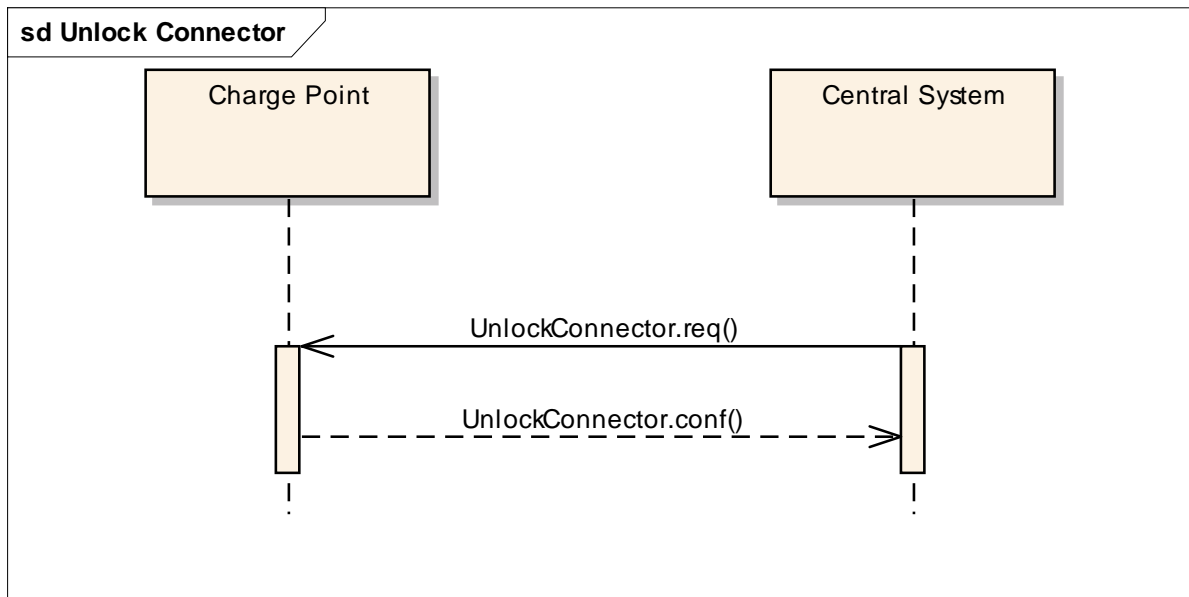 sd Unlock Connector
Charge Point
Central System
UnlockConnector.req()
UnlockConnector.conf()